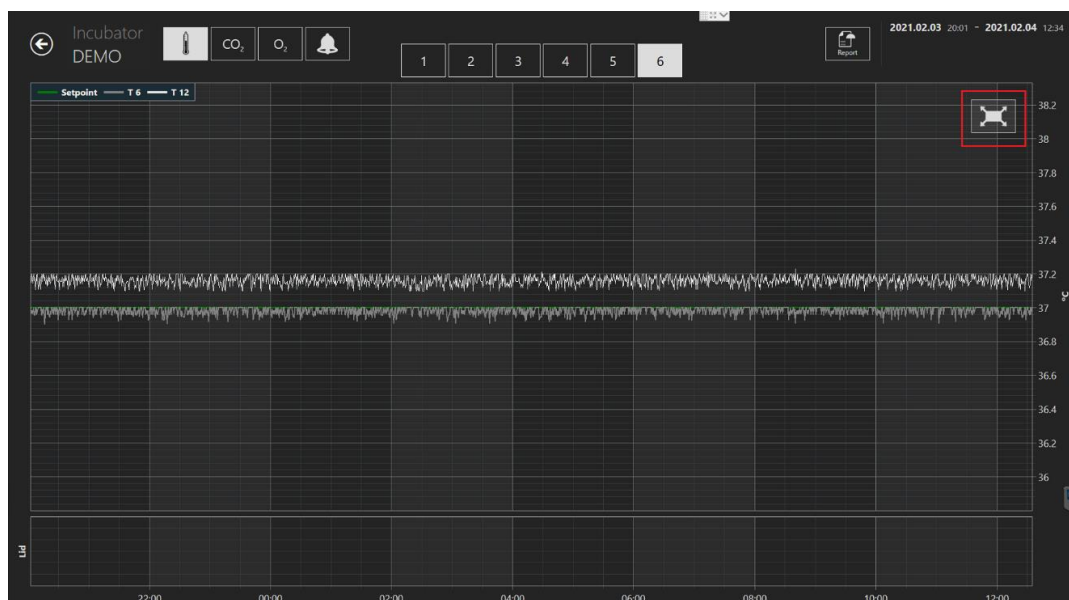 Incubator
DEMO
CO₂
O₂
1 2 3 4 5 6
Report
2021.02.03 20:01 - 2021.02.04 12:34
Setpoint T 6 T 12
38.2
38
37.8
37.6
37.4
37.2
°C
37
36.8
36.6
36.4
36.2
36
Lid
22:00 00:00 02:00 04:00 06:00 08:00 10:00 12:00